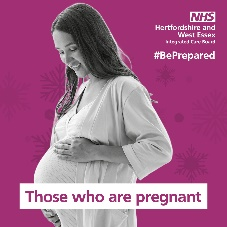 NHS
Hertfordshire and
West Essex
Integrated Care Board
#BePrepared
Those who are pregnant